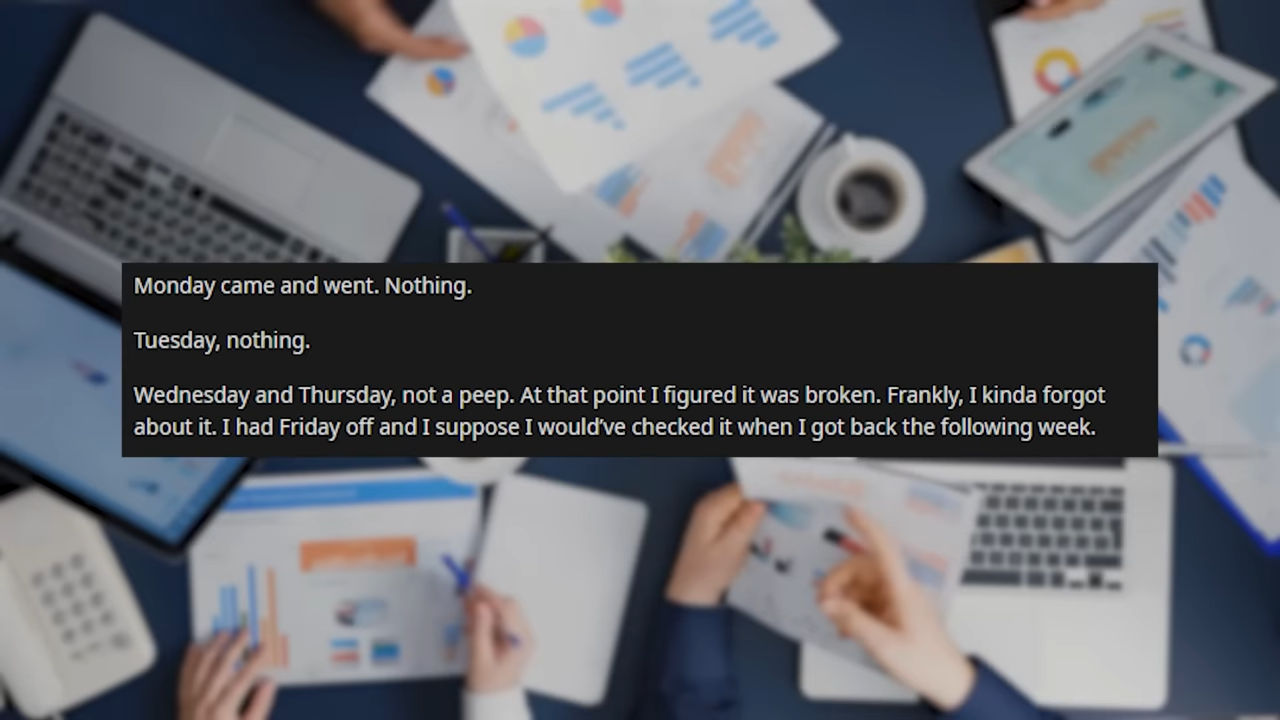 Monday came and went. Nothing.
Tuesday, nothing.
Wednesday and Thursday, not a peep. At that point I figured it was broken. Frankly, I kinda forgot
about it. I had Friday off and I suppose I would've checked it when I got back the following week.